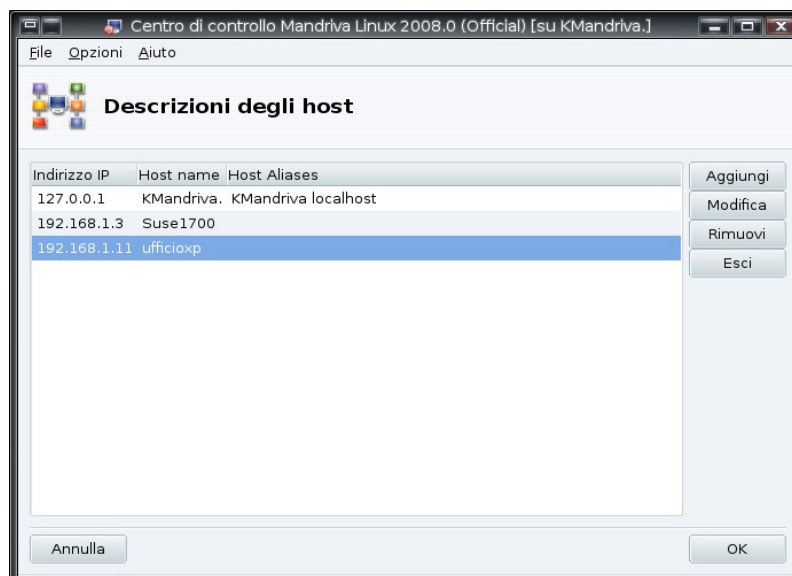 Centro di controllo Mandriva Linux 2008.0 (Official) [su KMandriva.]
File Opzioni Aiuto
Descrizioni degli host
Indirizzo IP Host name Host Aliases
127.0.0.1 KMandriva. KMandriva localhost
192.168.1.3 Suse1700
192.168.1.11 ufficioxp
Aggiungi
Modifica
Rimuovi
Esci
Annulla OK